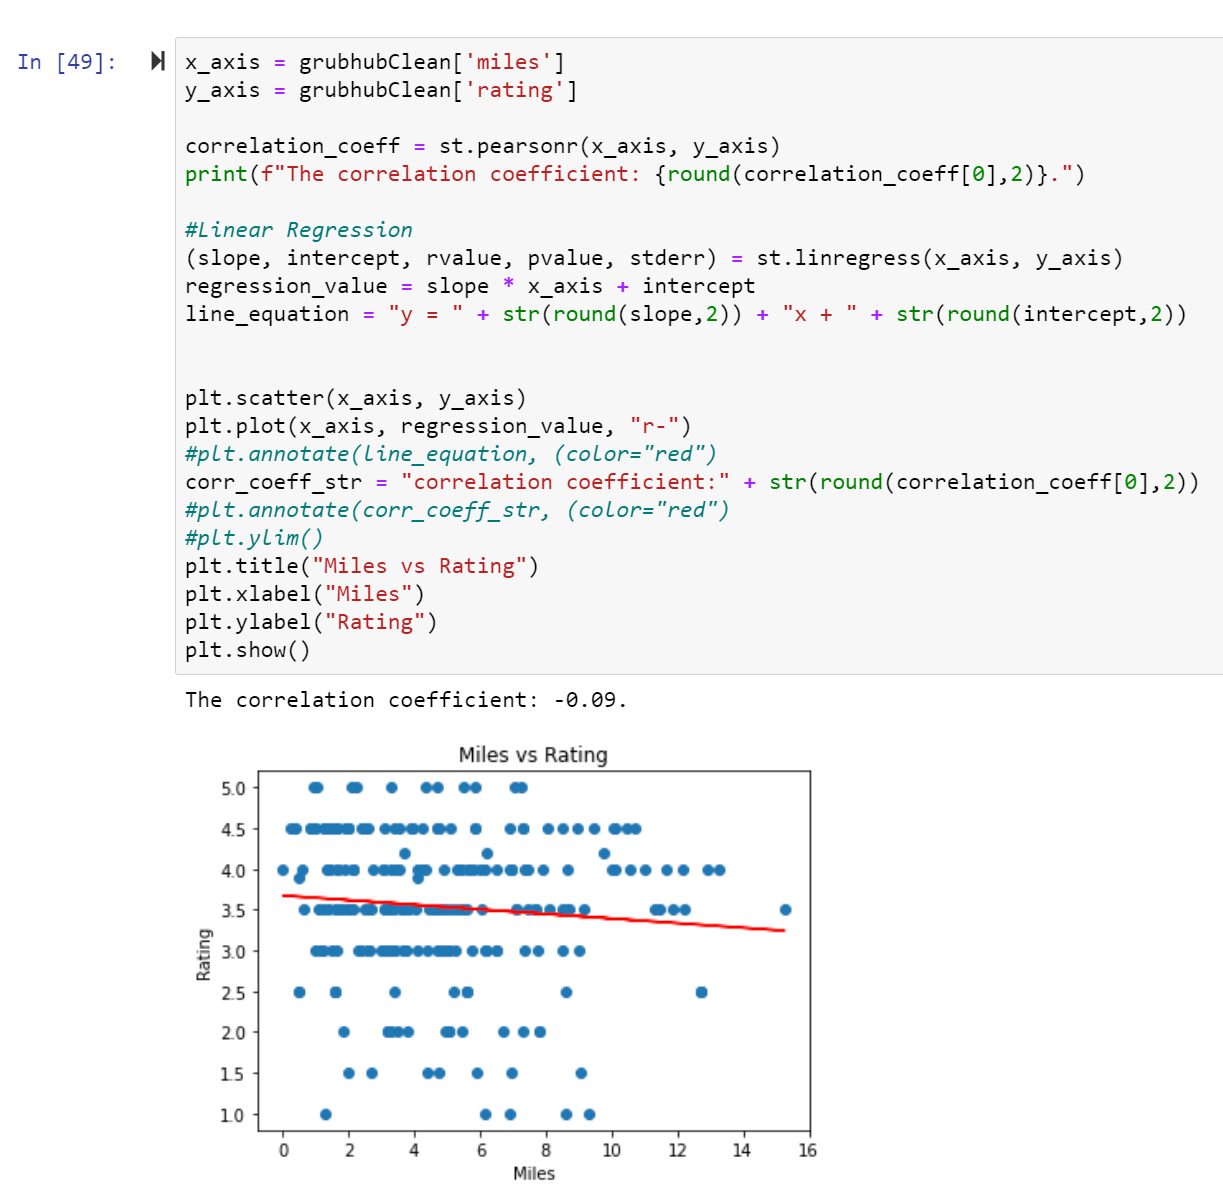 In [49]:
x_axis = grubhubClean['miles']
y_axis = grubhubClean['rating']
correlation_coeff = st.pearsonr(x_axis, y_axis)
print(f"The correlation coefficient: {round(correlation_coeff[0],2)}.")
#Linear Regression
(slope, intercept, rvalue, pvalue, stderr) = st.linregress(x_axis, y_axis)
regression_value = slope * x_axis + intercept
line_equation = "y = " + str(round(slope,2)) + "x + " + str(round(intercept,2))
plt.scatter(x_axis, y_axis)
plt.plot(x_axis, regression_value, "r-")
#plt.annotate(line_equation, (color="red")
corr_coeff_str = "correlation coefficient:" + str(round(correlation_coeff[0],2))
#plt.annotate(corr_coeff_str, (color="red")
#plt.ylim()
plt.title("Miles vs Rating")
plt.xlabel("Miles")
plt.ylabel("Rating")
plt.show()
The correlation coefficient: -0.09.
Miles vs Rating
5.0
4.5
4.0
3.5
3.0
2.5
2.0
1.5
1.0
Rating
0 2 4 6 8 10 12 14 16
Miles